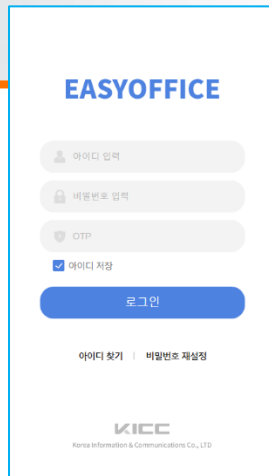 EASYOFFICE
아이디 입력
비밀번호 입력
OTP
아이디 저장
로그인
아이디 찾기 | 비밀번호 재설정
KICC
Korea Information & Communications Co., LTD